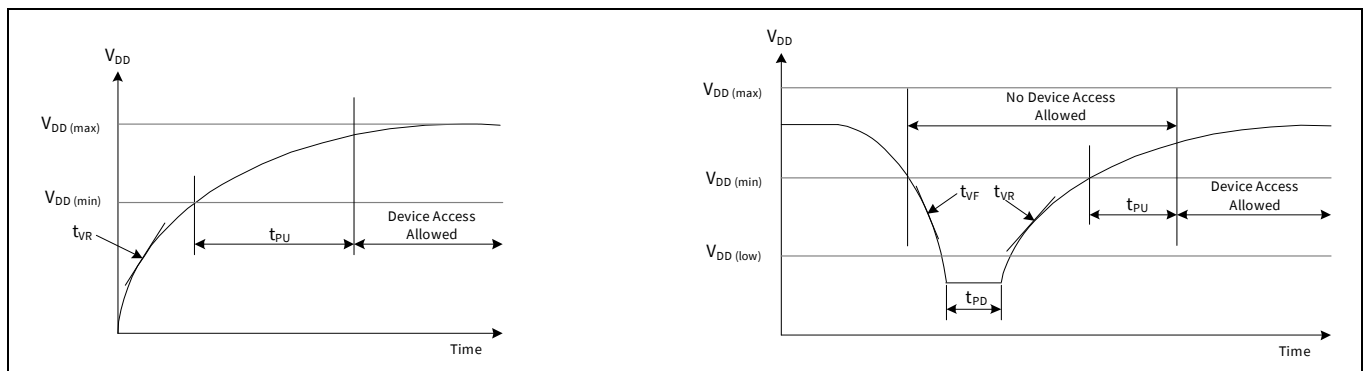 VDD
VDD (max)
VDD (min)
tVR
tPU
Device Access
Allowed
Time
VDD
VDD (max)
No Device Access
Allowed
VDD (min)
tVF
tVR
tPU
Device Access
Allowed
VDD (low)
tPD
Time